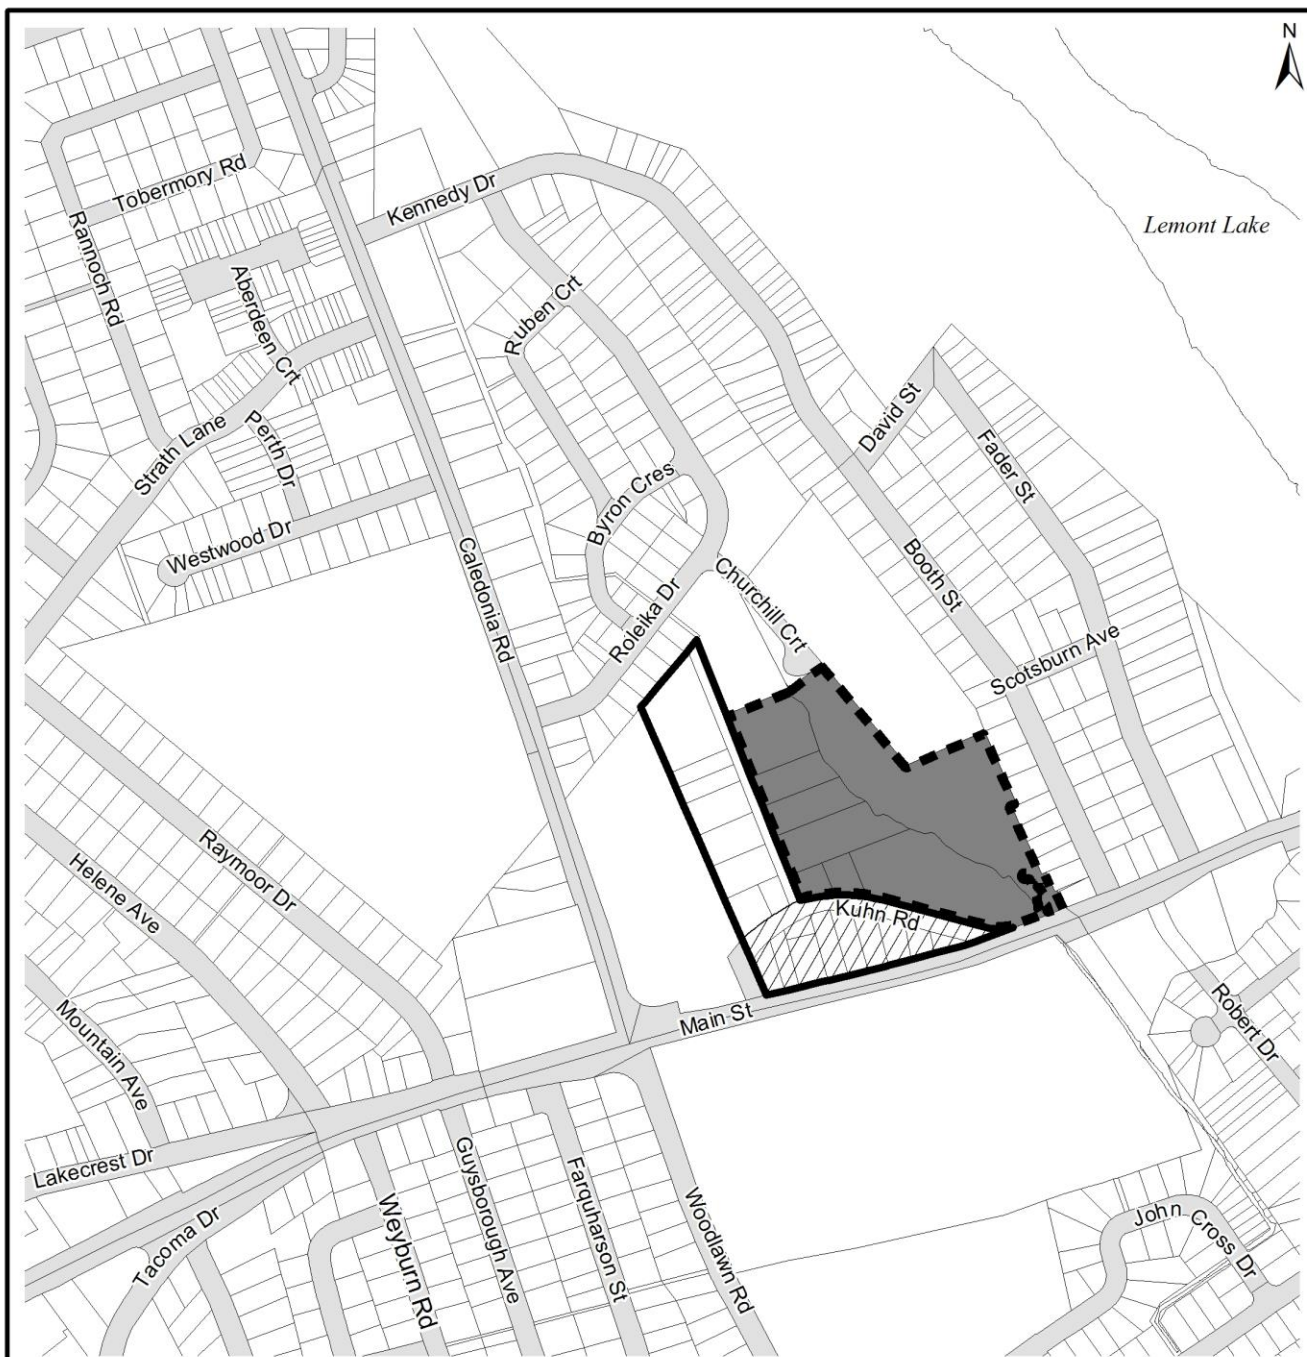 N
Lemont Lake
Tobermory Rd
Kennedy Dr
Rannoch Rd
Aberdeen Crt
Ruben Crt
Strath Lane
Perth Dr
David St
Fader St
Westwood Dr
Byron Cres
Caledonia Rd
Booth St
Churchill Crt
Roleika Dr
Scotsburn Ave
Raymoor Dr
Helene Ave
Kuhn Rd
Main St
Mountain Ave
Robert Dr
Lakecrest Dr
Tacoma Dr
Weyburn Rd
Guysborough Ave
Farquharson St
Woodlawn Rd
John Cross Dr